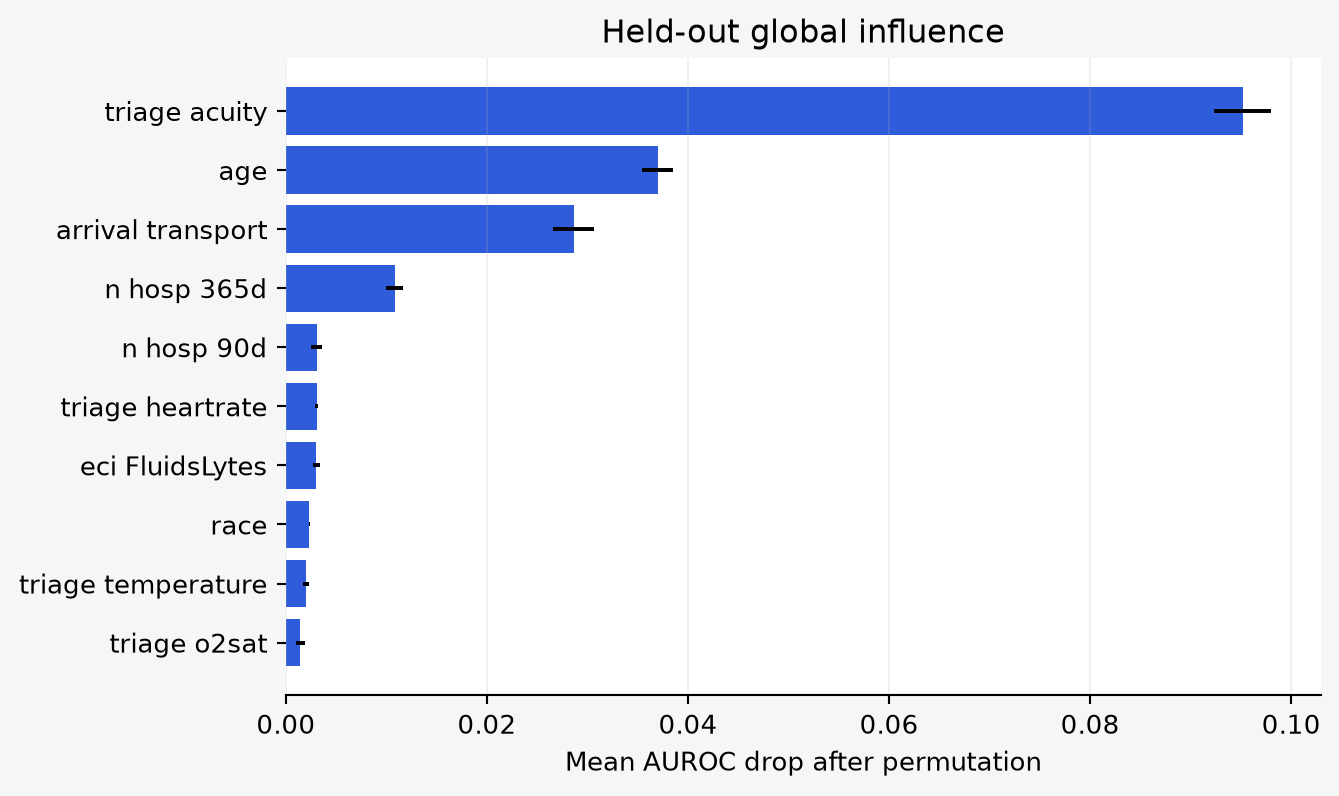 Held-out global influence
triage acuity
age
arrival transport
n hosp 365d
n hosp 90d
triage heartrate
eci FluidsLytes
race
triage temperature
triage o2sat
0.00 0.02 0.04 0.06 0.08 0.10
Mean AUROC drop after permutation